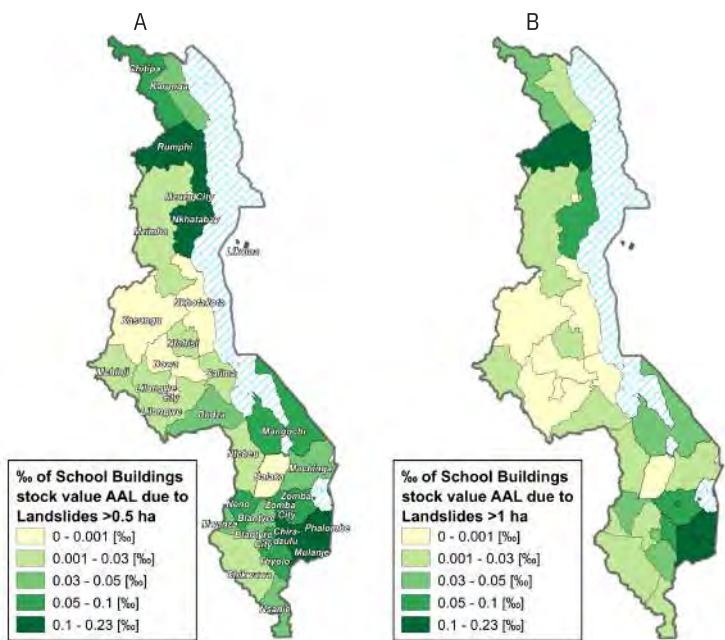 A
B
Chitipa
Karonga
Rumphi
Mzuzu City
Nkhatabay
Mzimba
Likoma
Nkhotakota
Kasungu
Ntchisi
Dowa
Mchinji
Salima
Lilongwe
City
Lilongwe
Dedza
Mangochi
Ntcheu
Machinga
Balaka
Neno
Zomba
Zomba
City
Mwanza
Blantyre
Phalombe
Blantyre
City
Chira-
dzulu
Mulanje
Thyolo
Chikwawa
Nsanje
‰ of School Buildings
stock value AAL due to
Landslides >0.5 ha
0 - 0.001 [‰]
0.001 - 0.03 [‰]
0.03 - 0.05 [‰]
0.05 - 0.1 [‰]
0.1 - 0.23 [‰]
‰ of School Buildings
stock value AAL due to
Landslides >1 ha
0 - 0.001 [‰]
0.001 - 0.03 [‰]
0.03 - 0.05 [‰]
0.05 - 0.1 [‰]
0.1 - 0.23 [‰]